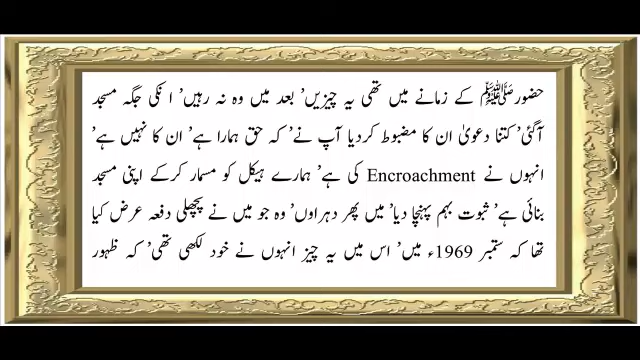 حضورﷺ کے زمانے میں تھی یہ چیزیں’ بعد میں وہ نہ رہیں’ انکی جگہ مسجد
آگئی’ کتنا دعویٰ ان کا مضبوط کردیا آپ نے’ کہ حق ہمارا ہے’ ان کا نہیں ہے’
انہوں نے Encroachment کی ہے’ ہمارے ہیکل کو مسمار کرکے اپنی مسجد
بنائی ہے’ ثبوت بہم پہنچا دیا’ میں پھر دہراوں’ وہ جو میں نے پچھلی دفعہ عرض کیا
تھا کہ ستمبر 1969ء میں’ اس میں یہ چیز انہوں نے خود لکھی تھی’ کہ ظہور